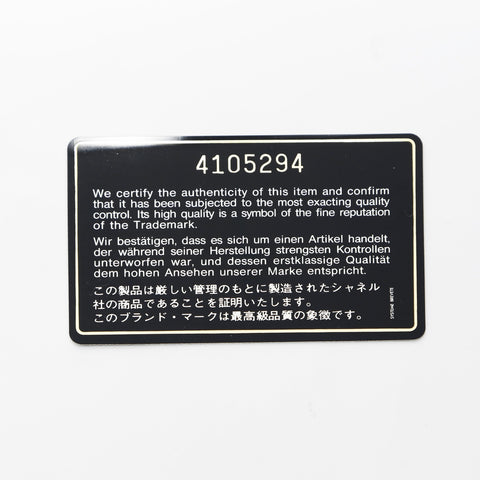 4105294
We certify the authenticity of this item and confirm
that it has been subjected to the most exacting quality
control. Its high quality is a symbol of the fine reputation
of the Trademark.
Wir bestätigen, dass es sich um einen Artikel handelt,
der während seiner Herstellung strengsten Kontrollen
unterworfen war, und dessen erstklassige Qualität
dem hohen Ansehen unserer Marke entspricht.
この製品は厳しい管理のもとに製造されたシャネル
社の商品であることを証明いたします。
このブランド・マークは最高級品質の象徴です。